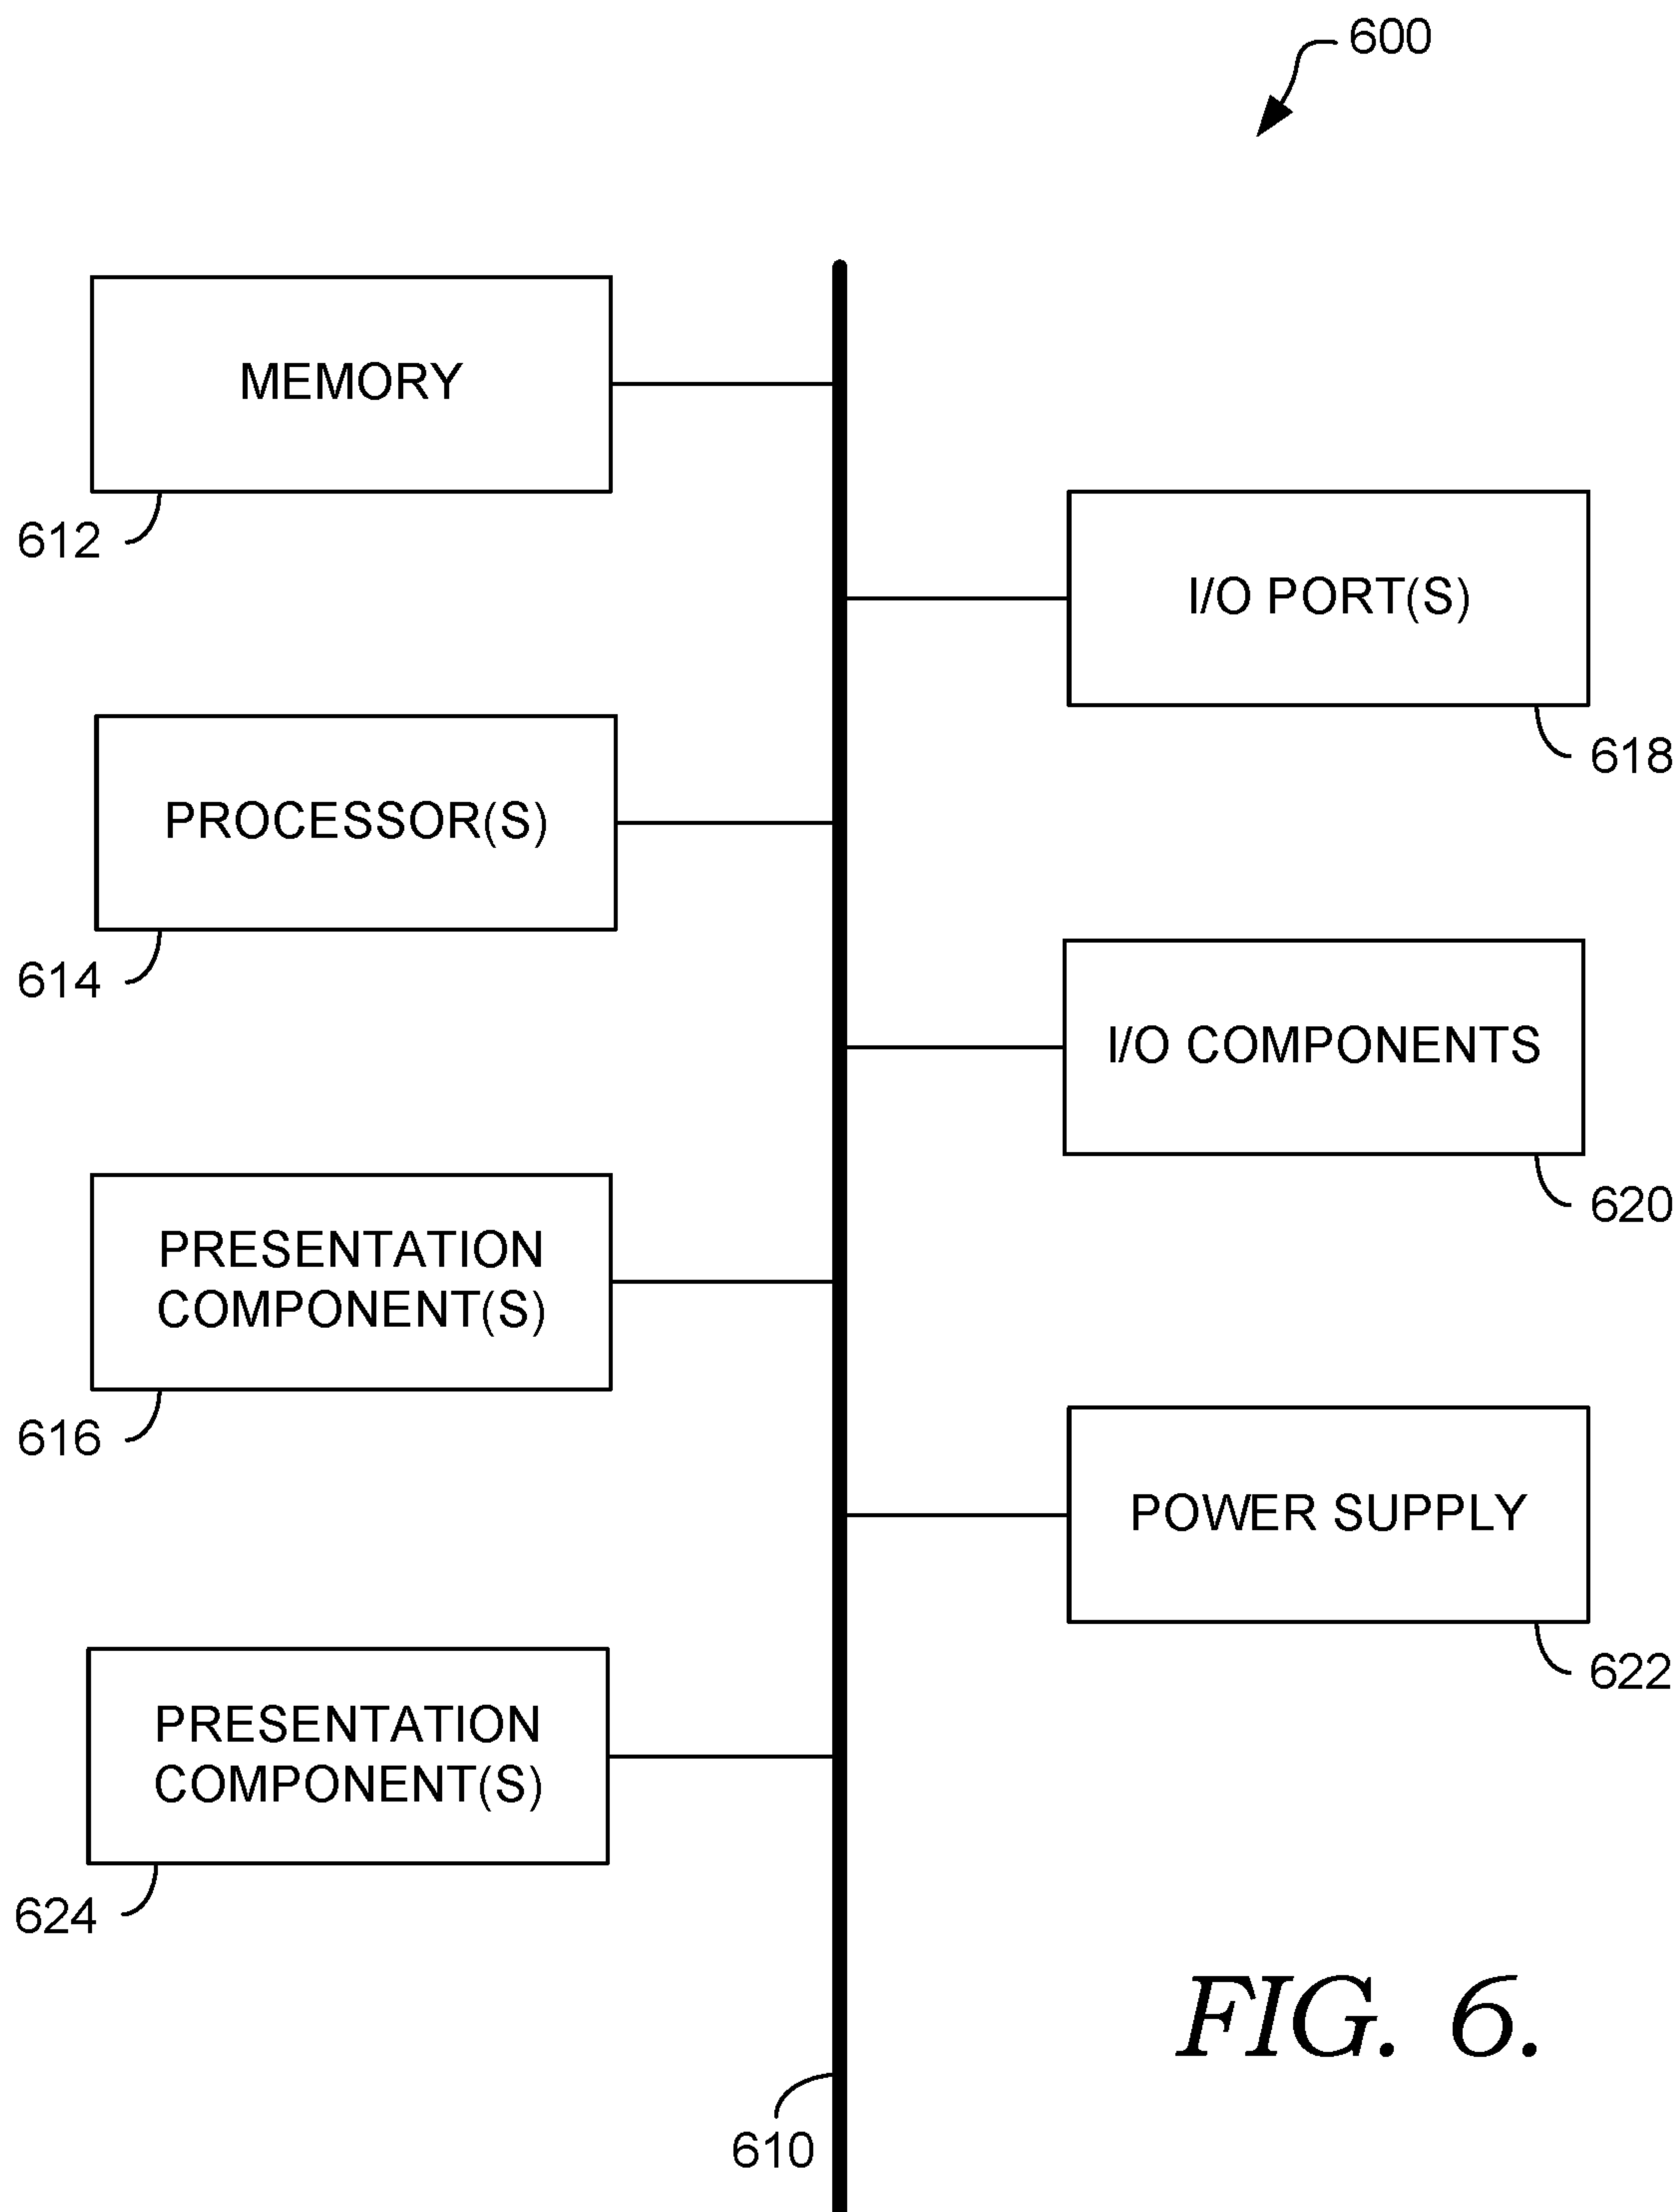 600
MEMORY
612
I/O PORT(S)
618
PROCESSOR(S)
614
I/O COMPONENTS
620
PRESENTATION
COMPONENT(S)
616
POWER SUPPLY
622
PRESENTATION
COMPONENT(S)
624
610
FIG. 6.